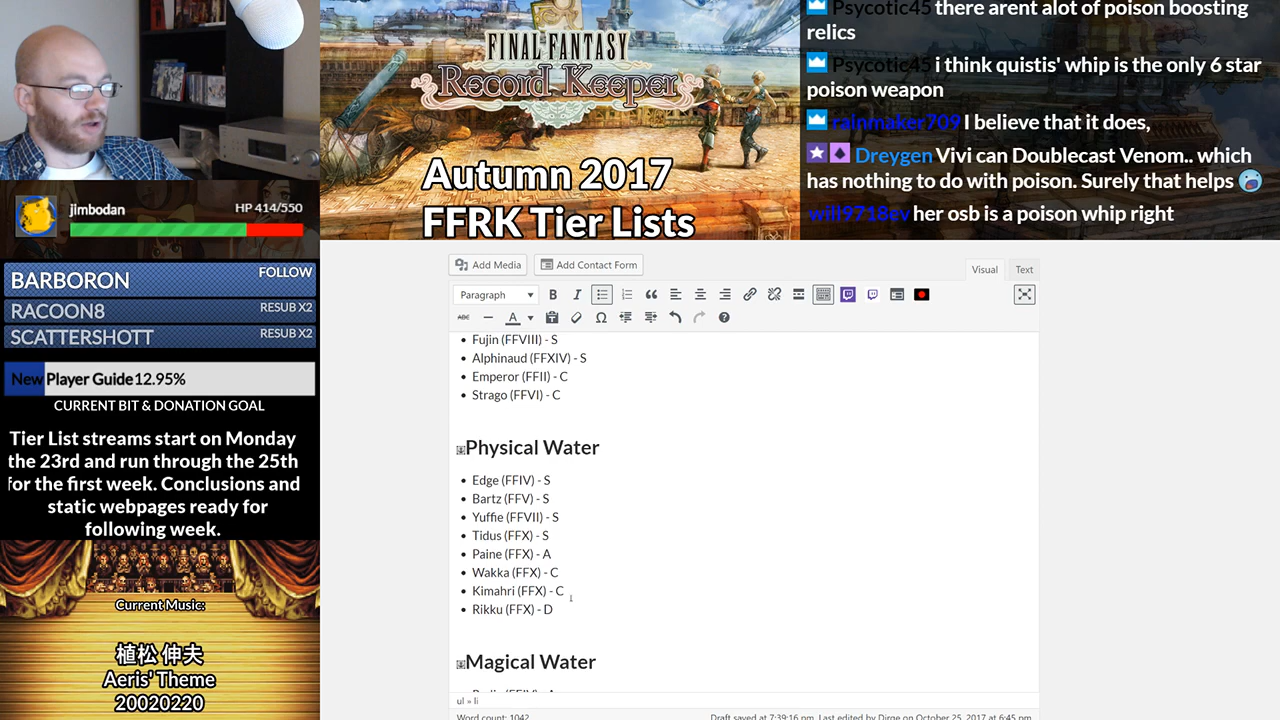 jimbodan
HP 414/550
BARBORON
FOLLOW
RACOON8
RESUB X2
SCATTERSHOTT
RESUB X2
New Player Guide 12.95%
CURRENT BIT & DONATION GOAL
Tier List streams start on Monday
the 23rd and run through the 25th
for the first week. Conclusions and
static webpages ready for
following week.
Current Music:
植松 伸夫
Aeris' Theme
20020220
FINAL FANTASY
Record Keeper
Autumn 2017
FFRK Tier Lists
Psycotic45 there arent alot of poison boosting
relics
Psycotic45 i think quistis' whip is the only 6 star
poison weapon
rainmaker709 I believe that it does,
Dreygen Vivi can Doublecast Venom.. which
has nothing to do with poison. Surely that helps
will9718ev her osb is a poison whip right
Add Media
Add Contact Form
Visual
Text
Paragraph
B
I
ABC
A
Fujin (FFVIII) - S
Alphinaud (FFXIV) - S
Emperor (FFII) - C
Strago (FFVI) - C
Physical Water
Edge (FFIV) - S
Bartz (FFV) - S
Yuffie (FFVII) - S
Tidus (FFX) - S
Paine (FFX) - A
Wakka (FFX) - C
Kimahri (FFX) - C
Rikku (FFX) - D
Magical Water
ul » li
Word count: 1042
Draft saved at 7:39:16 pm. Last edited by Dirge on October 25, 2017 at 6:45 pm